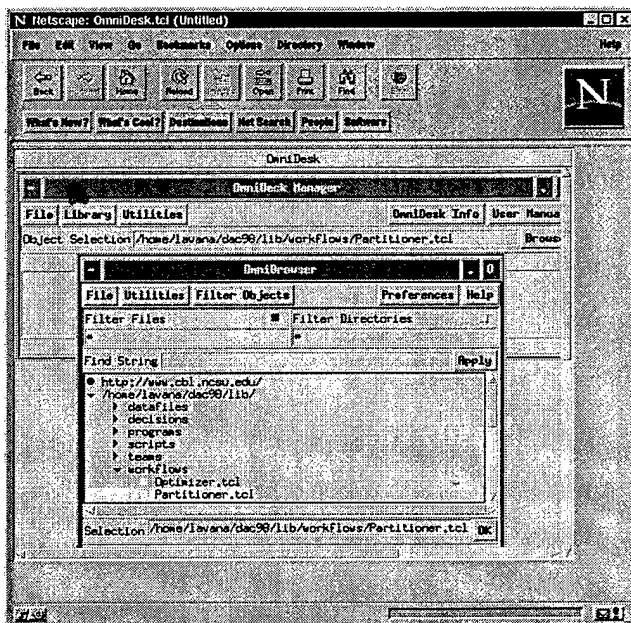 N Netscape: OmniDesk.tcl (Untitled)
File Edit View Go Bookmarks Options Directory Window Help
Back Home Reload Open Print Find
What's New? What's Cool? Destinations Net Search People Software
N
OmniDesk
OmniDesk Manager
File Library Utilities OmniDesk Info User Manua
Object Selection /home/lavana/dac98/lib/workflows/Partitioner.tcl Brows
OmniBrowser
File Utilities Filter Objects Preferences Help
Filter Files Filter Directories
* *
Find String Apply
http://www.cbl.ncsu.edu/
/home/lavana/dac98/lib/
datafiles
decisions
programs
scripts
teams
workflows
Optimizer.tcl
Partitioner.tcl
Selection /home/lavana/dac98/lib/workflows/Partitioner.tcl OK